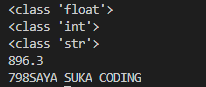 <class 'float'>
<class 'int'>
<class 'str'>
896.3
798SAYA SUKA CODING